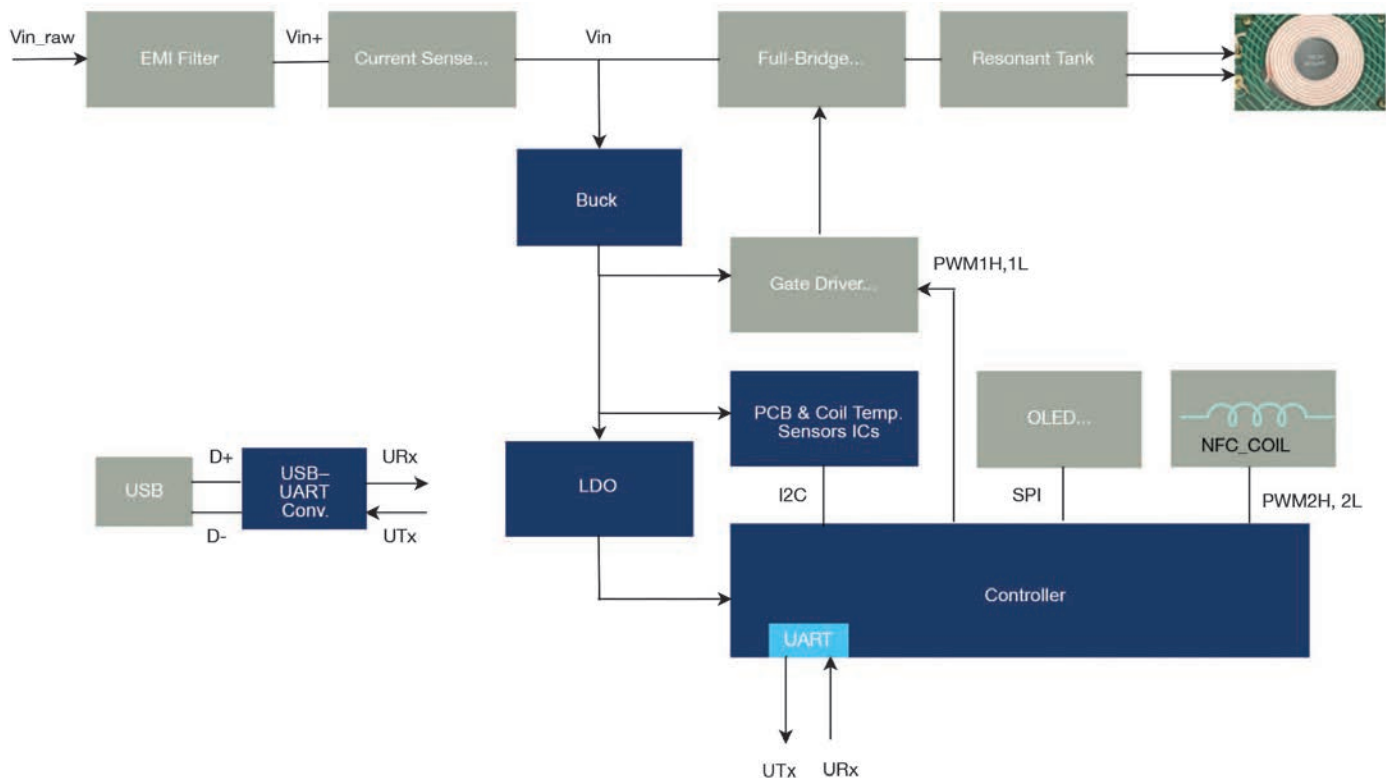 Vin_raw
EMI Filter
Vin+
Current Sense...
Vin
Full-Bridge...
Resonant Tank
Buck
Gate Driver...
PWM1H,1L
PCB & Coil Temp.
Sensors ICs
OLED...
NFC_COIL
USB
D+
D-
USB–
UART
Conv.
URx
UTx
LDO
I2C
SPI
PWM2H, 2L
Controller
UART
UTx
URx